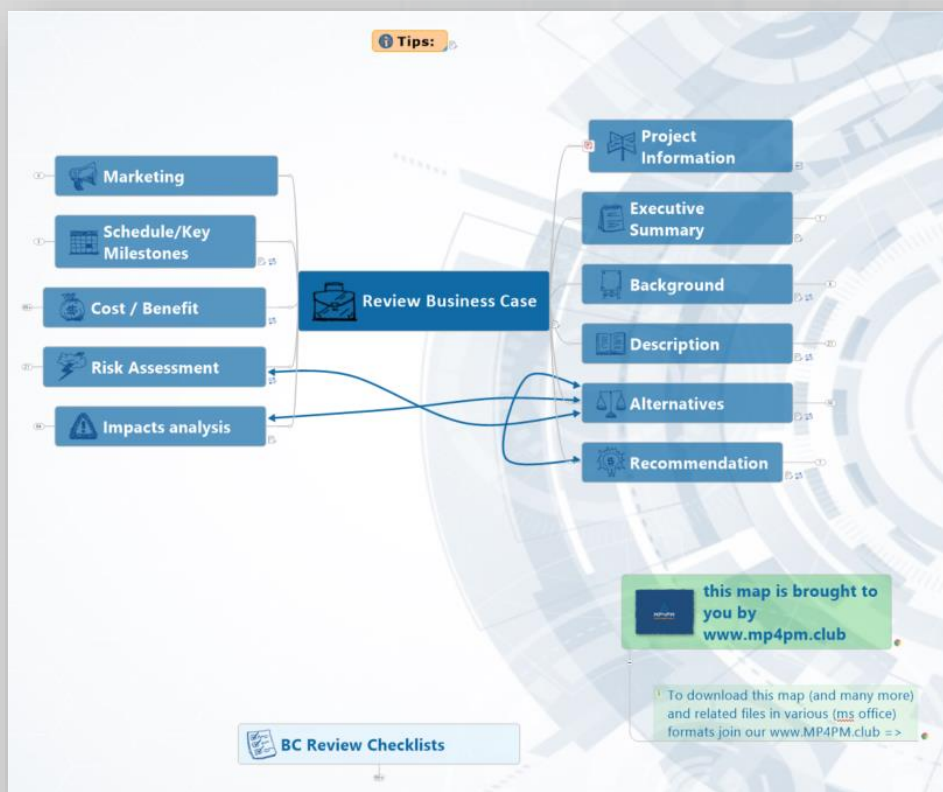 Tips:
Marketing
Schedule/Key
Milestones
Cost / Benefit
Risk Assessment
Impacts analysis
Review Business Case
Project
Information
Executive
Summary
Background
Description
Alternatives
Recommendation
this map is brought to
you by
www.mp4pm.club
MP4PM
To download this map (and many more)
and related files in various (ms office)
formats join our www.MP4PM.club =>
BC Review Checklists